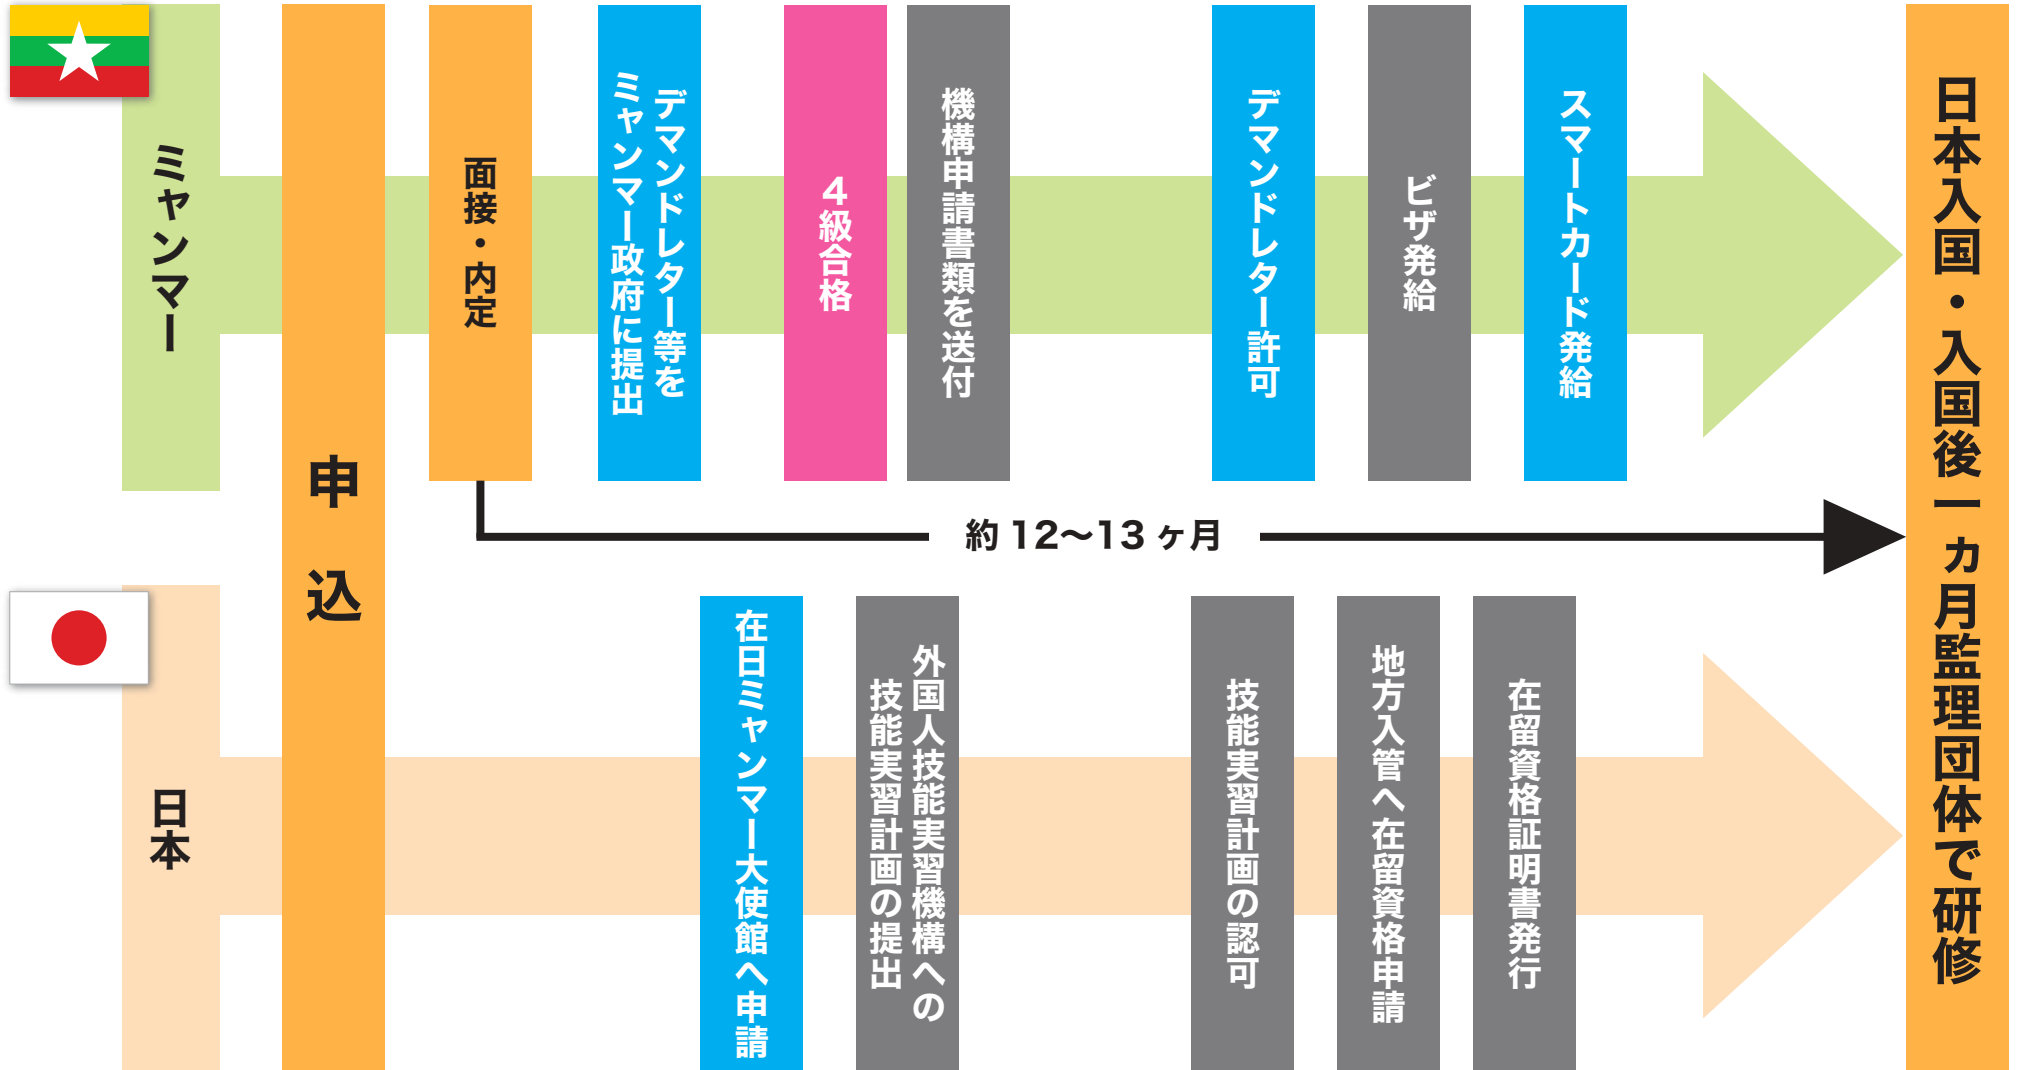 ミャンマー
申込
面接・内定
デマンドレター等を
ミャンマー政府に提出
4級合格
機構申請書類を送付
デマンドレター許可
ビザ発給
スマートカード発給
約12〜13ヶ月
日本
在日ミャンマー大使館へ申請
外国人技能実習機構への
技能実習計画の提出
技能実習計画の認可
地方入管へ在留資格申請
在留資格証明書発行
日本入国・入国後一ヵ月監理団体で研修